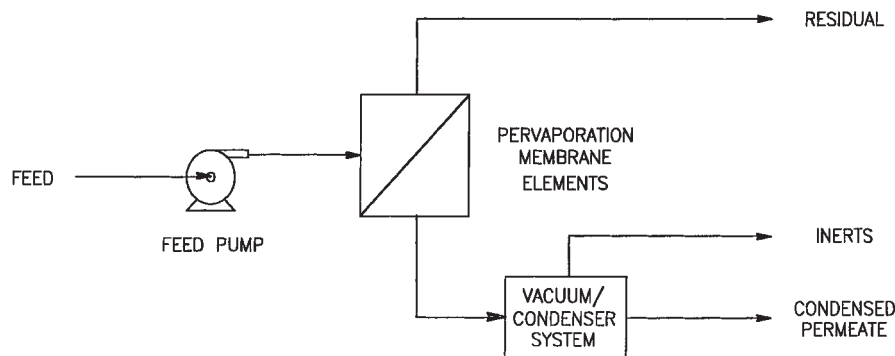 RESIDUAL
PERVAPORATION
MEMBRANE
ELEMENTS
FEED
FEED PUMP
INERTS
VACUUM/
CONDENSER
SYSTEM
CONDENSED
PERMEATE